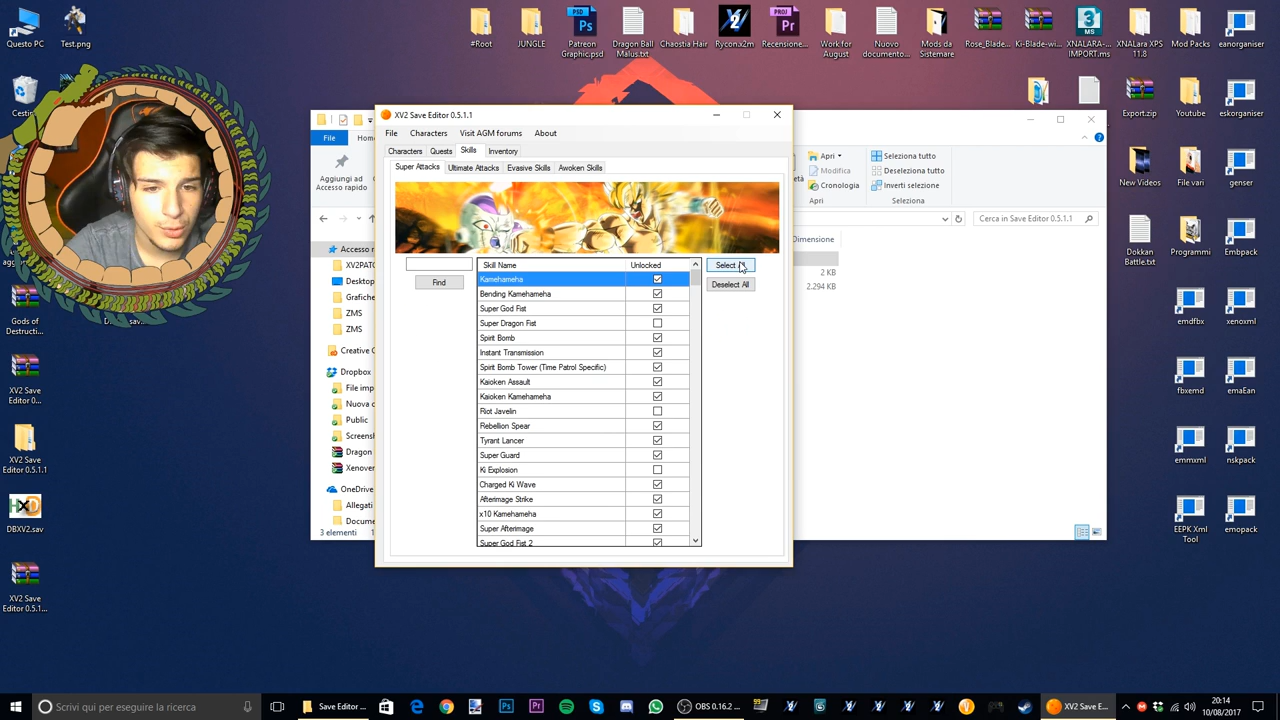 Test.png
#Root
JUNGLE
Patreon
Graphic.psd
Dragon Ball
Malus.txt
Chaostia Hair
Ryconx2m
Recensione...
Work for
August
Nuovo
documento...
Mods da
Sistemare
Rose_Blade...
Ki-Blade-wi...
XNALARA-...
IMPORT.ms
XNALara XPS
11.8
Mod Packs
eanorganiser
Export.zip
Youtube
eskorganiser
New Videos
File vari
genser
Dokkan
Battle.txt
Programmi
Embpack
emdfbx
xenoxml
fbxemd
emaEan
emmxml
nskpack
EEPK Xml
Tool
emopack
Gods of
Destructi...
XV2 Save
Editor 0...
XV2 Save
Editor 0.5.1.1
DBXV2.sav
XV2 Save
Editor 0.5.1...
File
Aggiungi ad
Accesso rapido
Apri
Modifica
Cronologia
Apri
Seleziona tutto
Deseleziona tutto
Inverti selezione
Seleziona
Cerca in Save Editor 0.5.1.1
Dimensione
2 KB
2.294 KB
Desktop
ZMS
ZMS
Dropbox
Public
Dragon
OneDrive
Allegati
3 elementi
XV2 Save Editor 0.5.1.1
File
Characters
Visit AGM forums
About
Characters
Quests
Skills
Inventory
Super Attacks
Ultimate Attacks
Evasive Skills
Awoken Skills
Find
Skill Name
Unlocked
Select All
Deselect All
Kamehameha
Bending Kamehameha
Super God Fist
Super Dragon Fist
Spirit Bomb
Instant Transmission
Spirit Bomb Tower (Time Patrol Specific)
Kaioken Assault
Kaioken Kamehameha
Riot Javelin
Rebellion Spear
Tyrant Lancer
Super Guard
Ki Explosion
Charged Ki Wave
Afterimage Strike
x10 Kamehameha
Super Afterimage
Super God Fist 2
Scrivi qui per eseguire la ricerca
Save Editor ...
OBS 0.16.2 ...
XV2 Save E...
20:14
10/08/2017